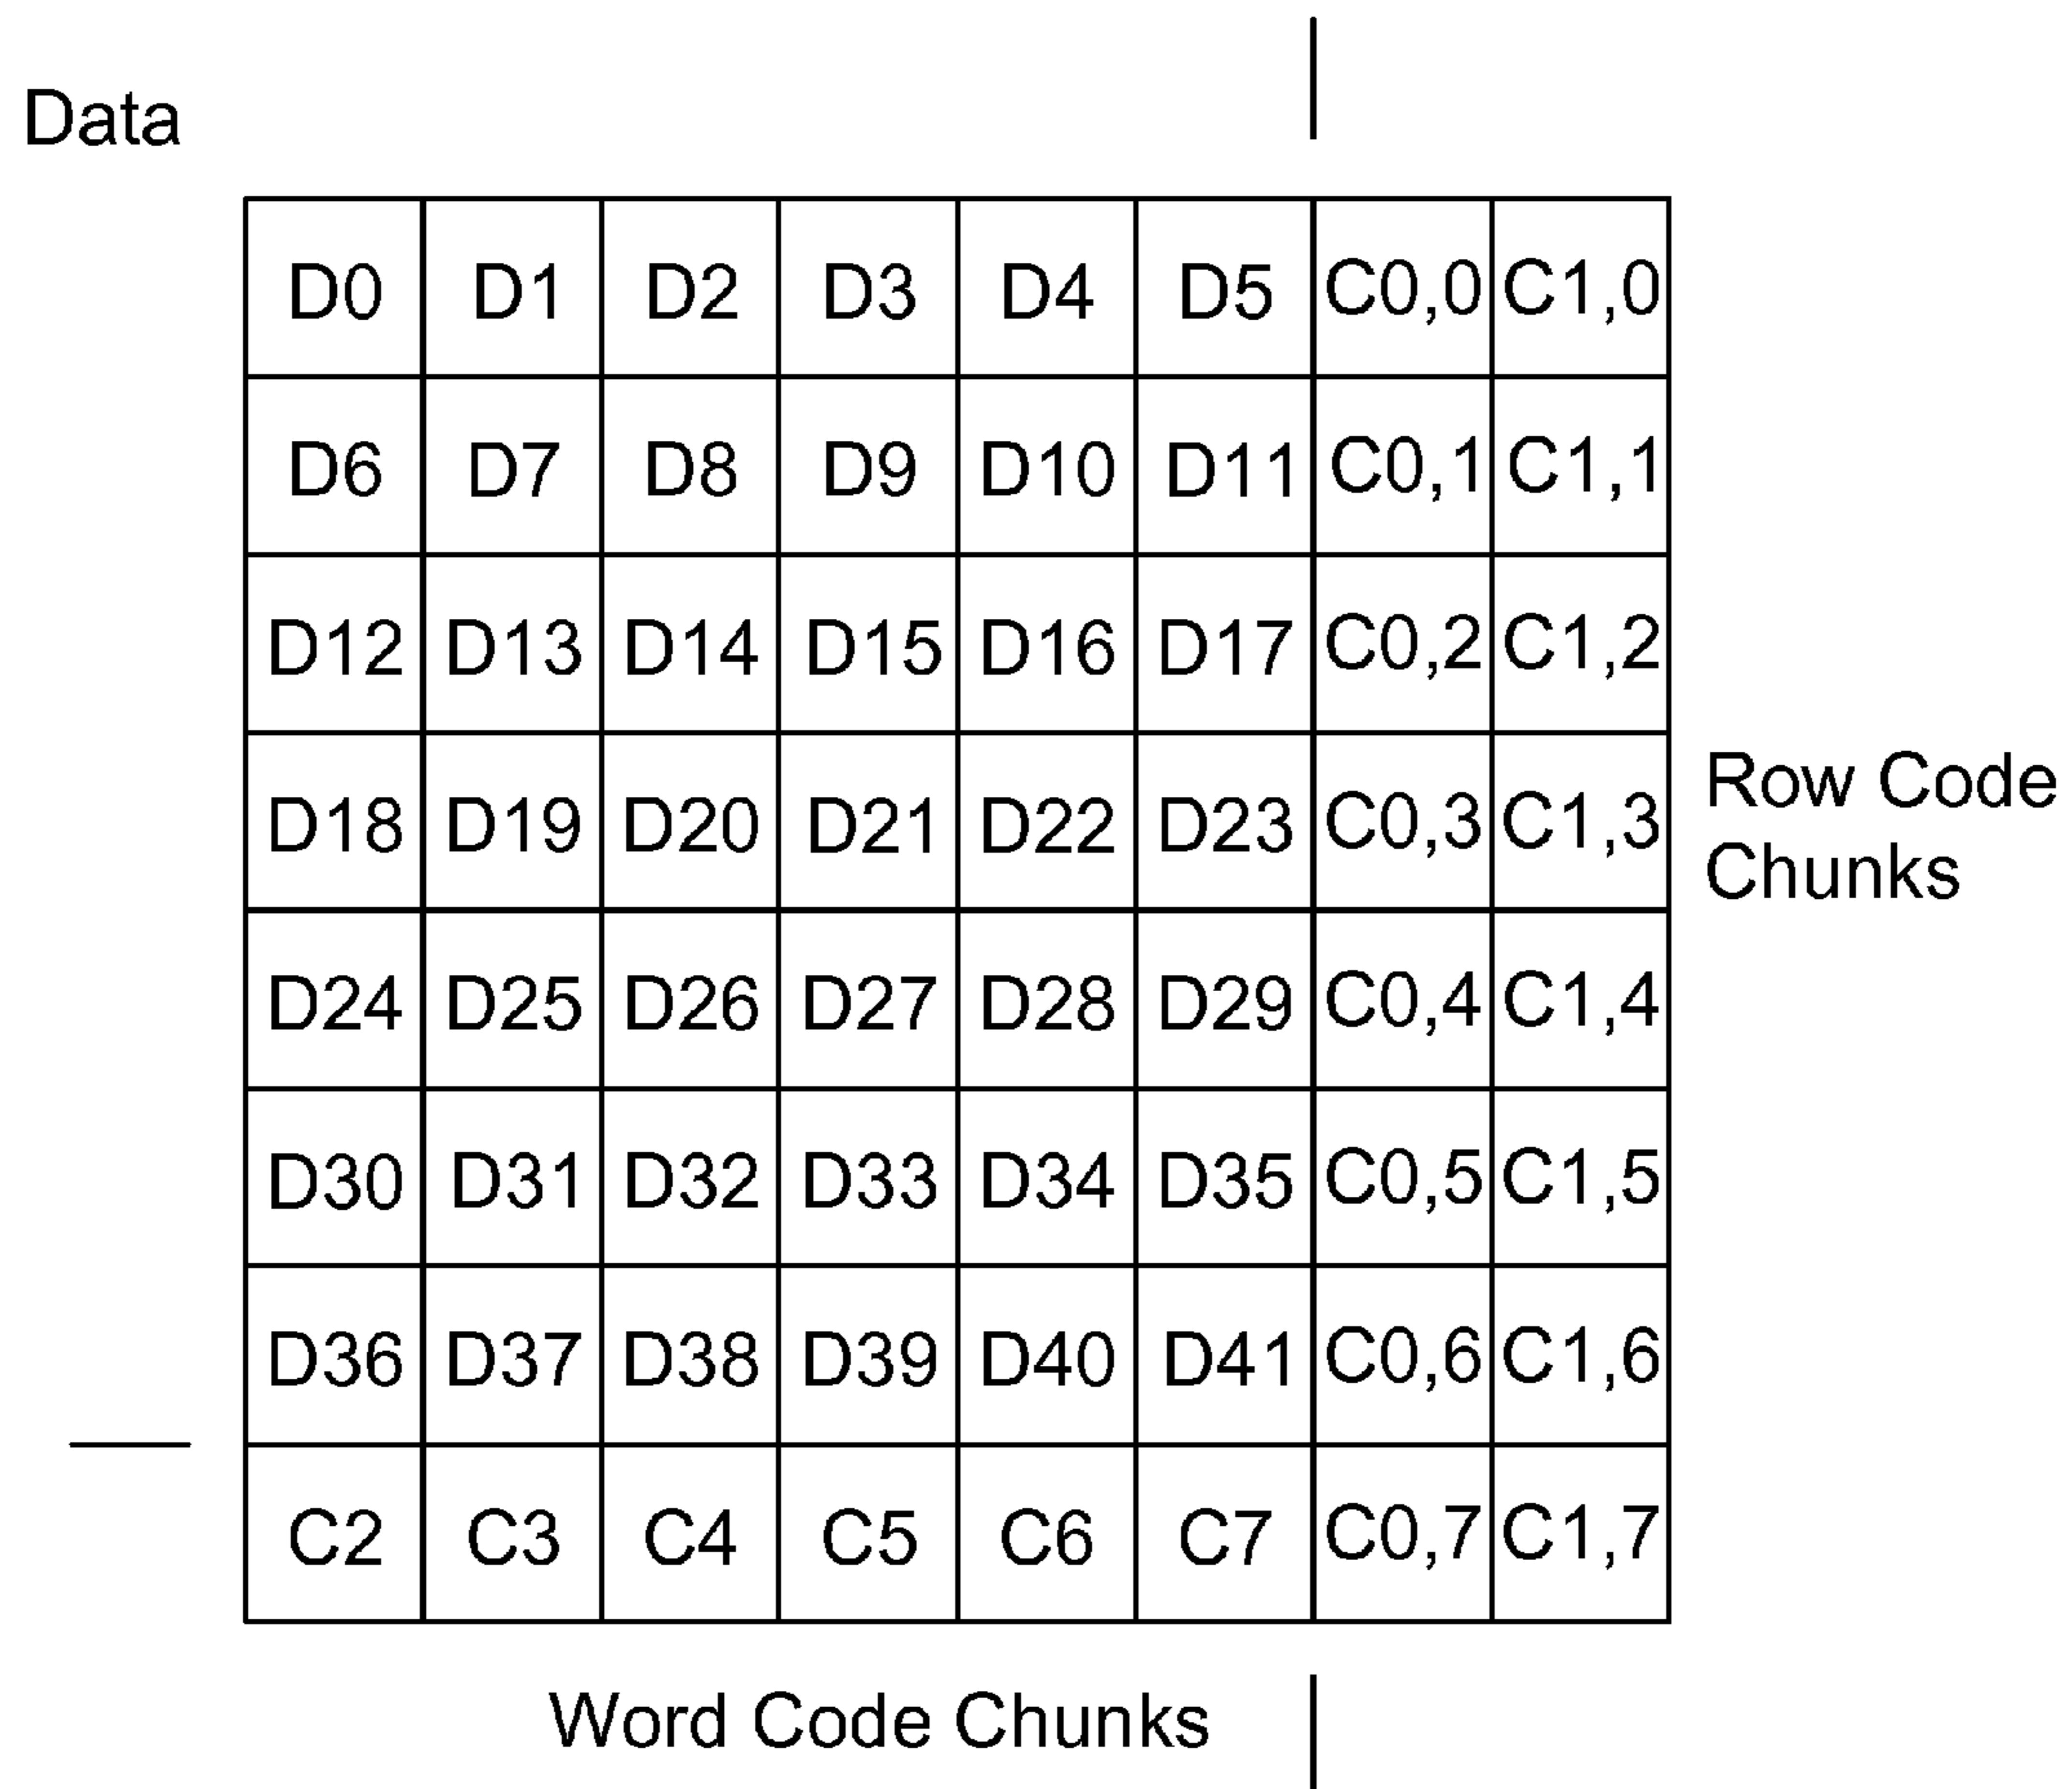 Data
D0 D1 D2 D3 D4 D5 C0,0 C1,0
D6 D7 D8 D9 D10 D11 C0,1 C1,1
D12 D13 D14 D15 D16 D17 C0,2 C1,2
D18 D19 D20 D21 D22 D23 C0,3 C1,3
Row Code
Chunks
D24 D25 D26 D27 D28 D29 C0,4 C1,4
D30 D31 D32 D33 D34 D35 C0,5 C1,5
D36 D37 D38 D39 D40 D41 C0,6 C1,6
C2 C3 C4 C5 C6 C7 C0,7 C1,7
Word Code Chunks